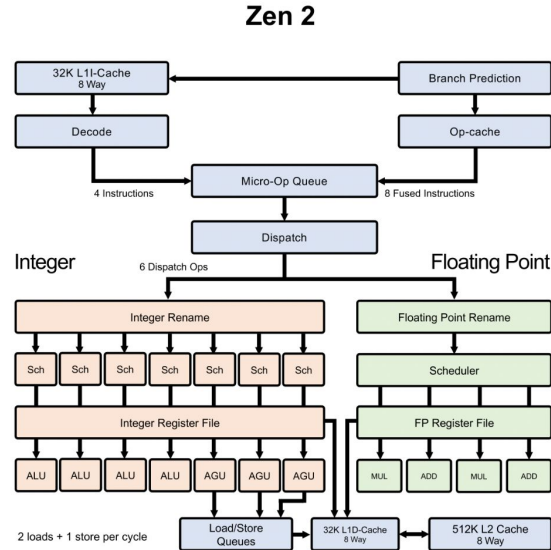 Zen 2
32K L1I-Cache
8 Way
Branch Prediction
Decode
Op-cache
4 Instructions
Micro-Op Queue
8 Fused Instructions
Dispatch
Integer
6 Dispatch Ops
Floating Point
Integer Rename
Floating Point Rename
Sch Sch Sch Sch Sch Sch Sch
Scheduler
Integer Register File
FP Register File
ALU ALU ALU ALU AGU AGU AGU
MUL ADD MUL ADD
2 loads + 1 store per cycle
Load/Store
Queues
32K L1D-Cache
8 Way
512K L2 Cache
8 Way